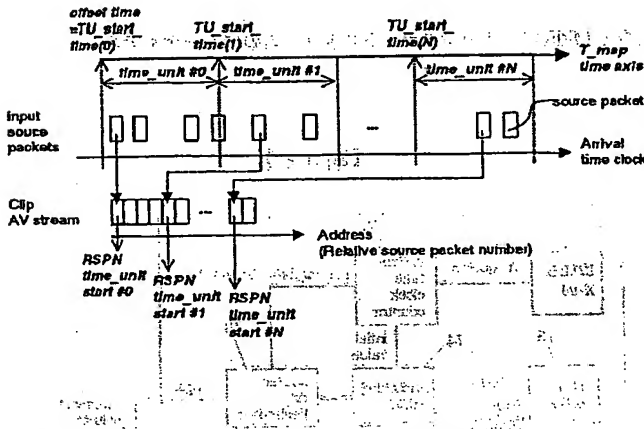 offset time
=TU_start_
time(0)
TU_start_
time(1)
TU_start_
time(N)
T_map
time axis
time_unit #0
time_unit #1
time_unit #N
source packet
Input
source
packets
...
Arrival
time clock
Clip
AV stream
...
Address
(Relative source packet number)
RSPN
time_unit
start #0
RSPN
time_unit
start #1
RSPN
time_unit
start #N